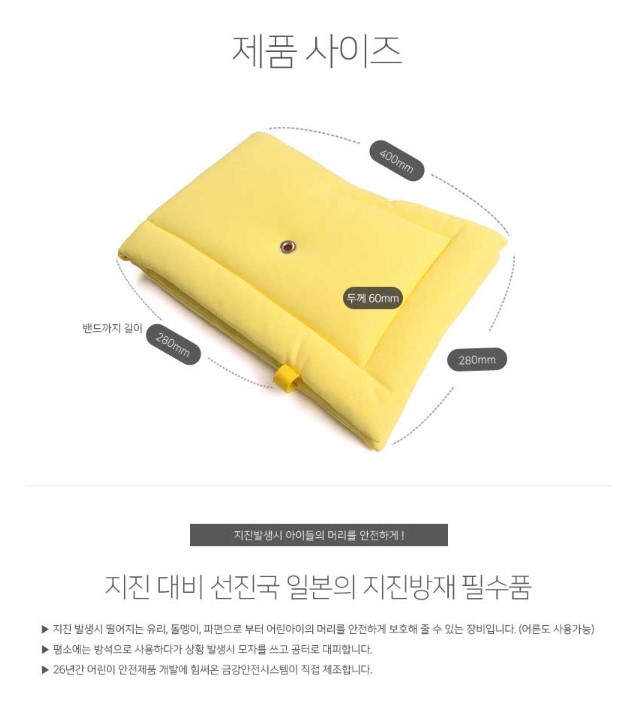 제품 사이즈
400mm
두께 60mm
밴드까지 길이
280mm
280mm
지진발생시 아이들의 머리를 안전하게 !
지진 대비 선진국 일본의 지진방재 필수품
▶ 지진 발생시 떨어지는 유리, 돌멩이, 파편으로 부터 어린아이의 머리를 안전하게 보호해 줄 수 있는 장비입니다. (어른도 사용가능)
▶ 평소에는 방석으로 사용하다가 상황 발생시 모자를 쓰고 공터로 대피합니다.
▶ 26년간 어린이 안전제품 개발에 힘써온 금강안전시스템이 직접 제조합니다.